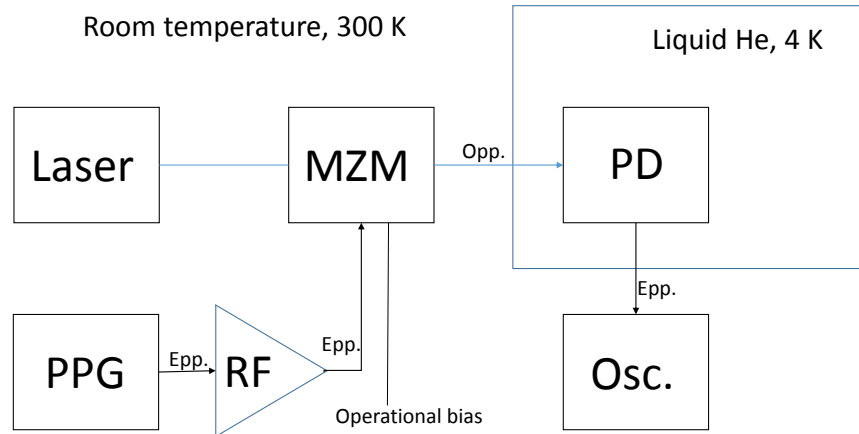 Room temperature, 300 K
Liquid He, 4 K
Laser
MZM
Opp.
PD
Epp.
PPG
Epp.
RF
Epp.
Osc.
Operational bias